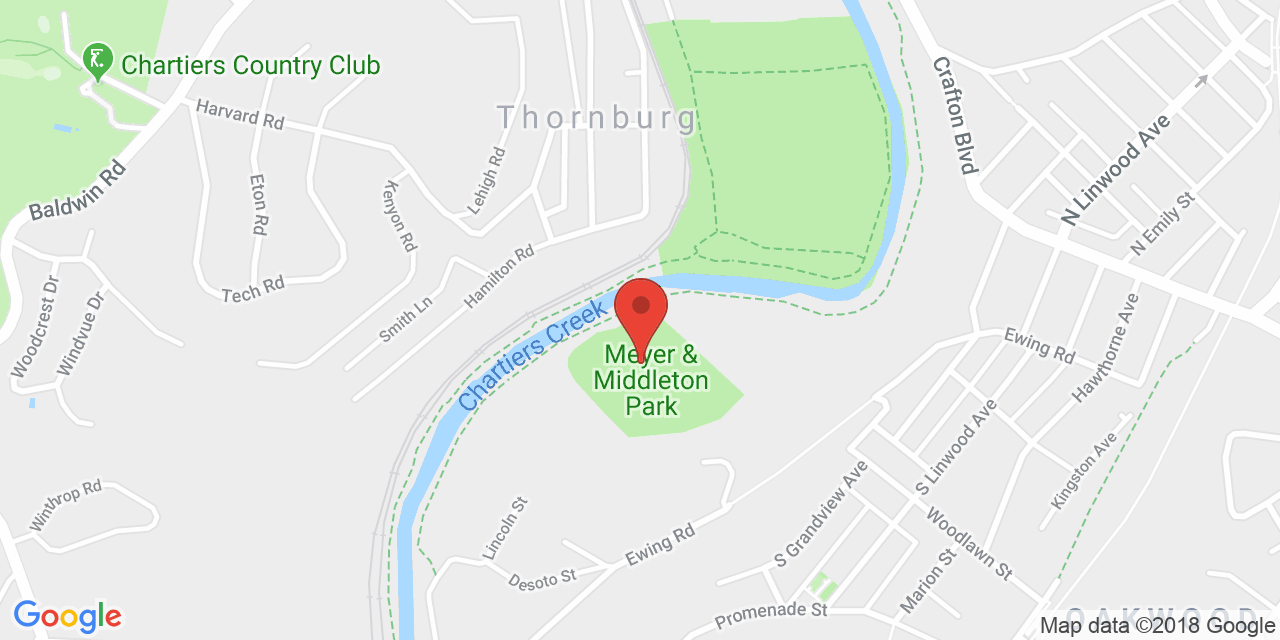 Chartiers Country Club
Crafton Blvd
Harvard Rd
Thornburg
N Linwood Ave
Baldwin Rd
Eton Rd
Kenyon Rd
Lehigh Rd
N Emily St
Woodcrest Dr
Windvue Dr
Tech Rd
Smith Ln
Hamilton Rd
Chartiers Creek
Meyer &
Middleton
Park
Ewing Rd
Hawthorne Ave
S Linwood Ave
Kingston Ave
Winthrop Rd
Lincoln St
S Grandview Ave
Woodlawn St
Ewing Rd
Desoto St
Marion St
Promenade St
OAKWOOD
Google
Map data ©2018 Google